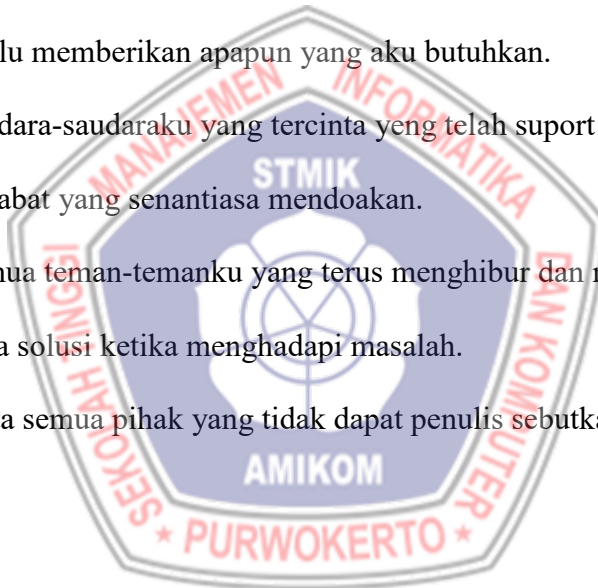 lu memberikan apapun yang aku butuhkan.
dara-saudaraku yang tercinta yeng telah suport
abat yang senantiasa mendoakan.
ua teman-temanku yang terus menghibur dan
a solusi ketika menghadapi masalah.
a semua pihak yang tidak dapat penulis sebutka
SEKOLAH TINGGI MANAJEMEN INFORMATIKA DAN KOMPUTER
STMIK
AMIKOM
★ PURWOKERTO ★